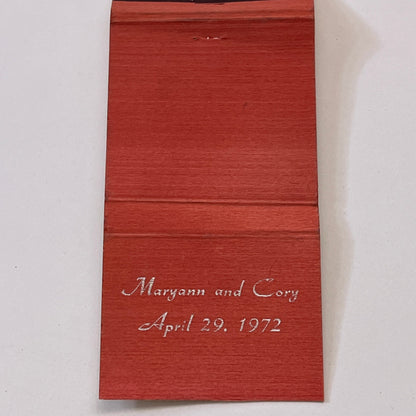 Maryann and Cory
April 29, 1972